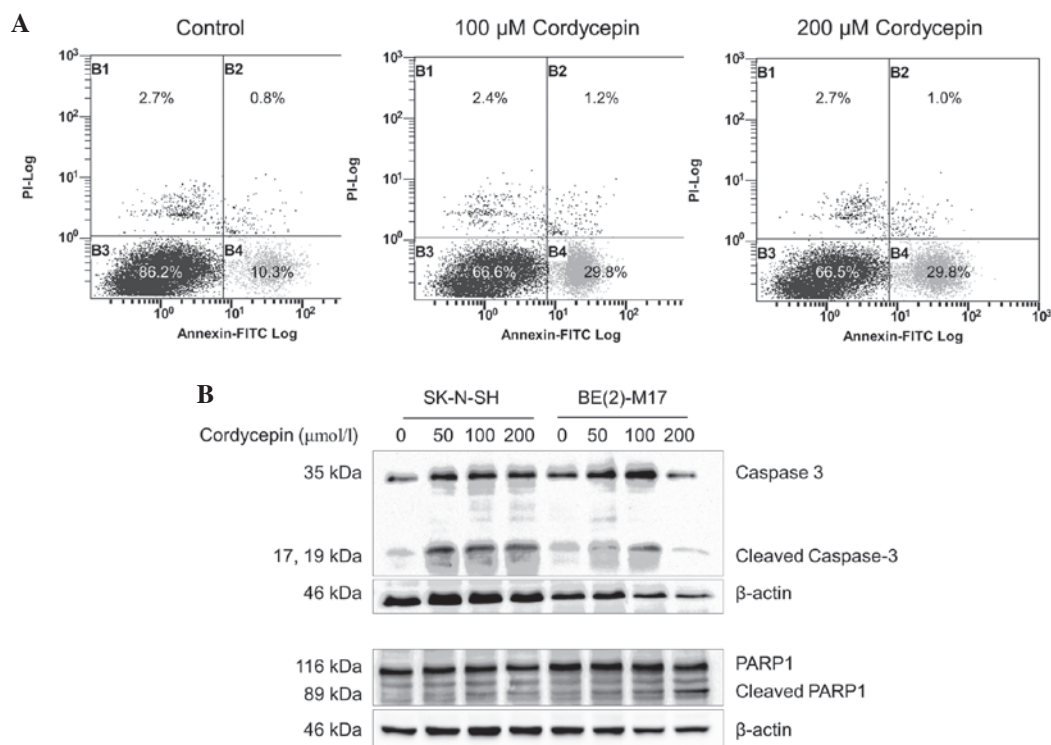 A
Control
100 µM Cordycepin
200 µM Cordycepin
10³
10²
10¹
10⁰
PI-Log
B1
2.7%
B2
0.8%
B3
86.2%
B4
10.3%
10⁰ 10¹ 10²
Annexin-FITC Log
10³
10²
10¹
10⁰
PI-Log
B1
2.4%
B2
1.2%
B3
66.6%
B4
29.8%
10⁰ 10¹ 10²
Annexin-FITC Log
10³
10²
10¹
10⁰
PI-Log
B1
2.7%
B2
1.0%
B3
66.5%
B4
29.8%
10⁰ 10¹ 10² 10³
Annexin-FITC Log
B
SK-N-SH BE(2)-M17
Cordycepin (µmol/l) 0 50 100 200 0 50 100 200
35 kDa Caspase 3
17, 19 kDa Cleaved Caspase-3
46 kDa β-actin
116 kDa PARP1
89 kDa Cleaved PARP1
46 kDa β-actin